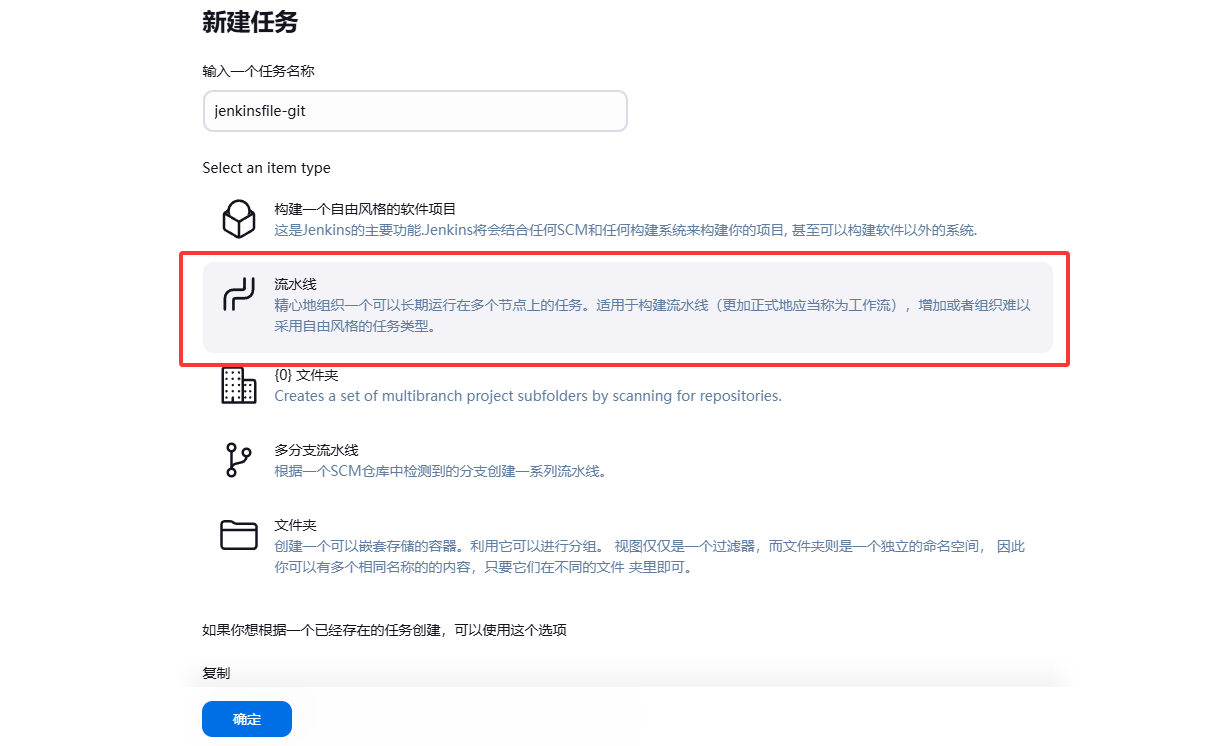 新建任务
输入一个任务名称
jenkinsfile-git
Select an item type
构建一个自由风格的软件项目
这是Jenkins的主要功能.Jenkins将会结合任何SCM和任何构建系统来构建你的项目, 甚至可以构建软件以外的系统.
流水线
精心地组织一个可以长期运行在多个节点上的任务。适用于构建流水线（更加正式地应当称为工作流），增加或者组织难以
采用自由风格的任务类型。
{0} 文件夹
Creates a set of multibranch project subfolders by scanning for repositories.
多分支流水线
根据一个SCM仓库中检测到的分支创建一系列流水线。
文件夹
创建一个可以嵌套存储的容器。利用它可以进行分组。 视图仅仅是一个过滤器，而文件夹则是一个独立的命名空间， 因此
你可以有多个相同名称的的内容，只要它们在不同的文件 夹里即可。
如果你想根据一个已经存在的任务创建，可以使用这个选项
复制
确定